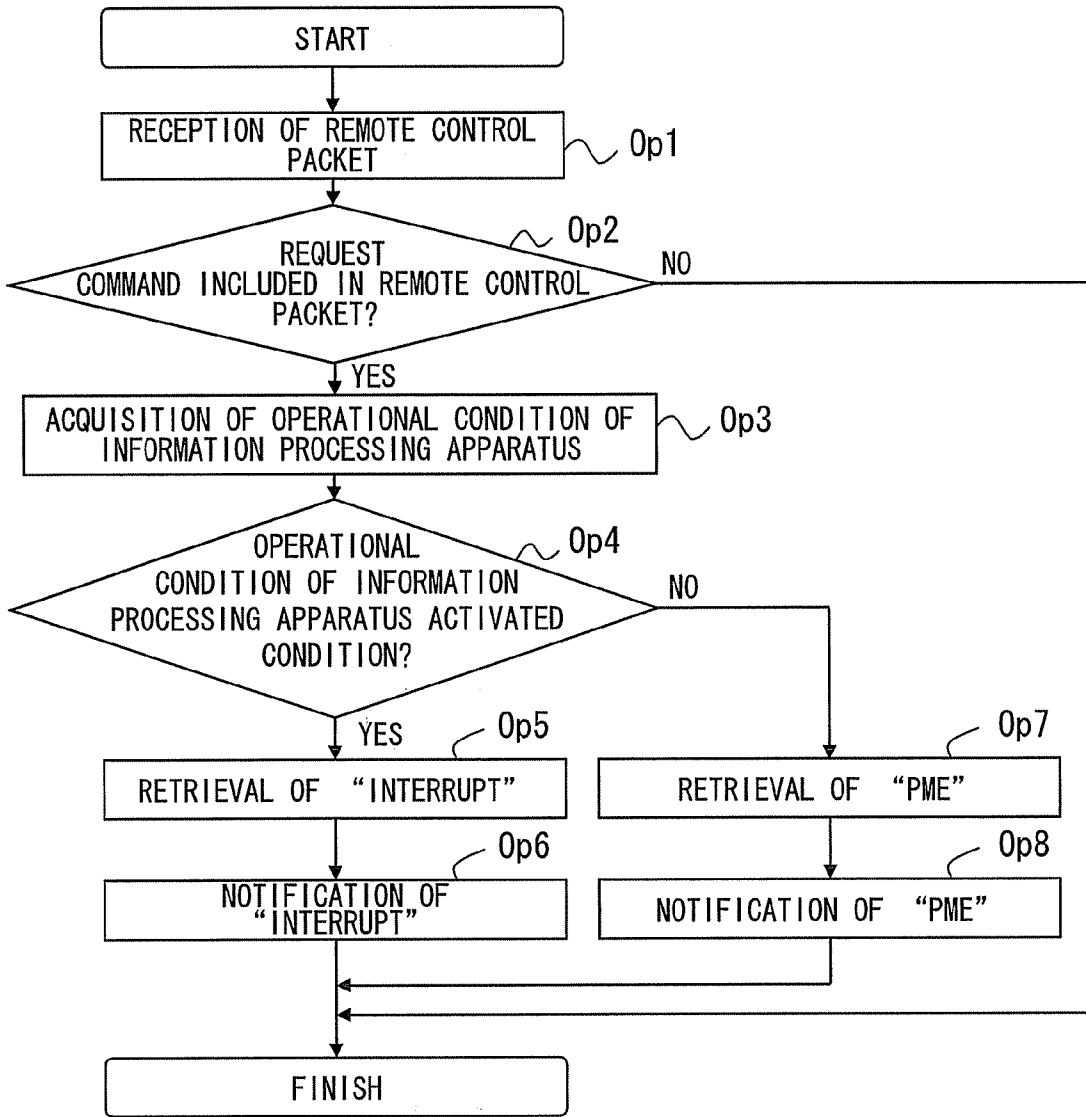 START
RECEPTION OF REMOTE CONTROL
PACKET
Op1
REQUEST
COMMAND INCLUDED IN REMOTE CONTROL
PACKET?
Op2
NO
YES
ACQUISITION OF OPERATIONAL CONDITION OF
INFORMATION PROCESSING APPARATUS
Op3
OPERATIONAL
CONDITION OF INFORMATION
PROCESSING APPARATUS ACTIVATED
CONDITION?
Op4
NO
YES
Op5
RETRIEVAL OF “INTERRUPT”
Op7
RETRIEVAL OF “PME”
Op6
NOTIFICATION OF
“INTERRUPT”
Op8
NOTIFICATION OF “PME”
FINISH